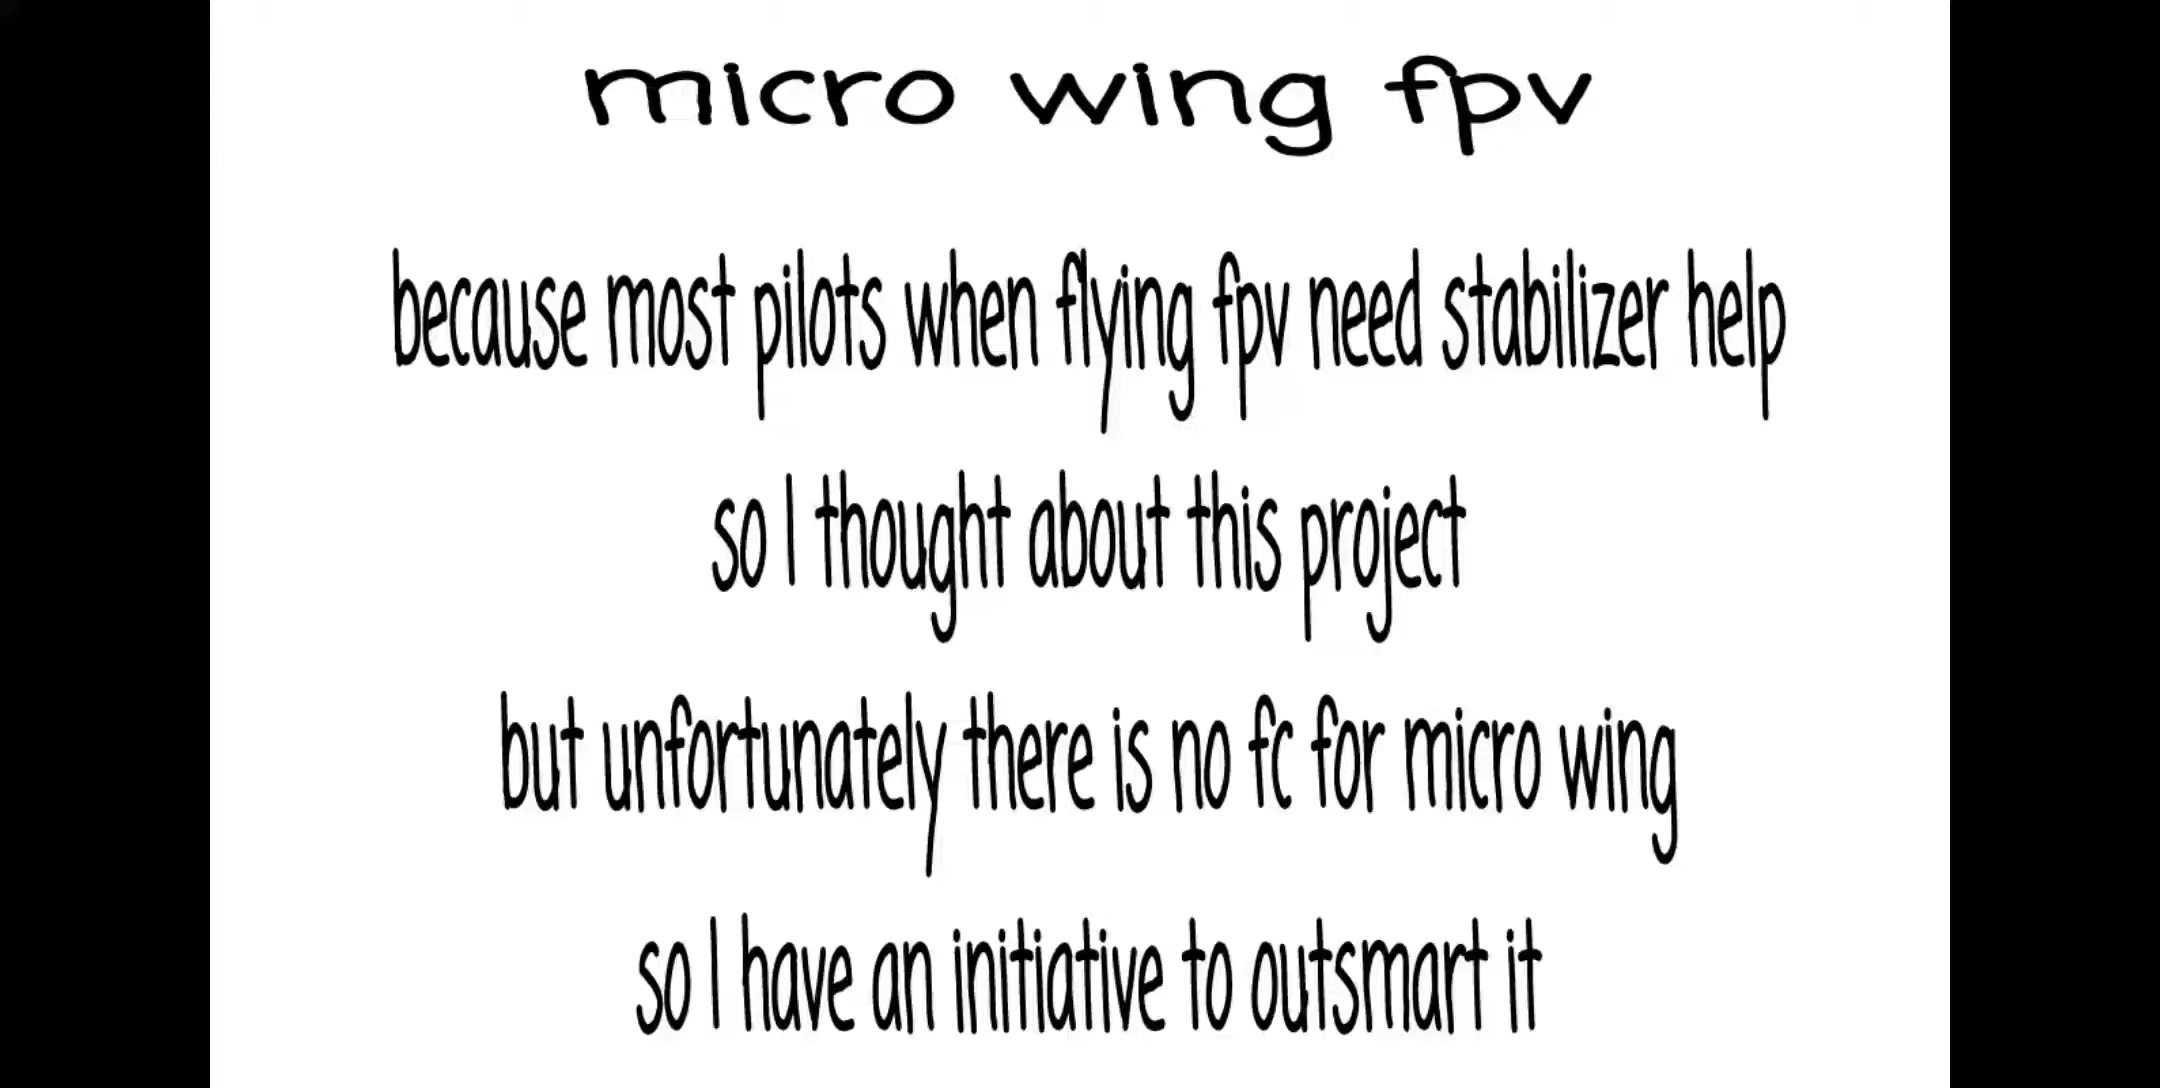 micro wing fpv
because most pilots when flying fpv need stabilizer help
so I thought about this project
but unfortunately there is no fc for micro wing
so I have an initiative to outsmart it